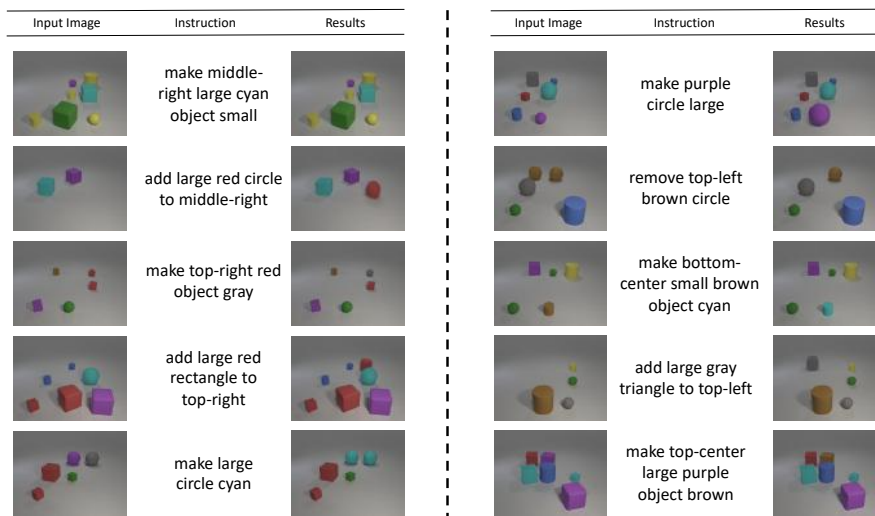 Input Image Instruction Results
make middle-
right large cyan
object small
add large red circle
to middle-right
make top-right red
object gray
add large red
rectangle to
top-right
make large
circle cyan
Input Image Instruction Results
make purple
circle large
remove top-left
brown circle
make bottom-
center small brown
object cyan
add large gray
triangle to top-left
make top-center
large purple
object brown